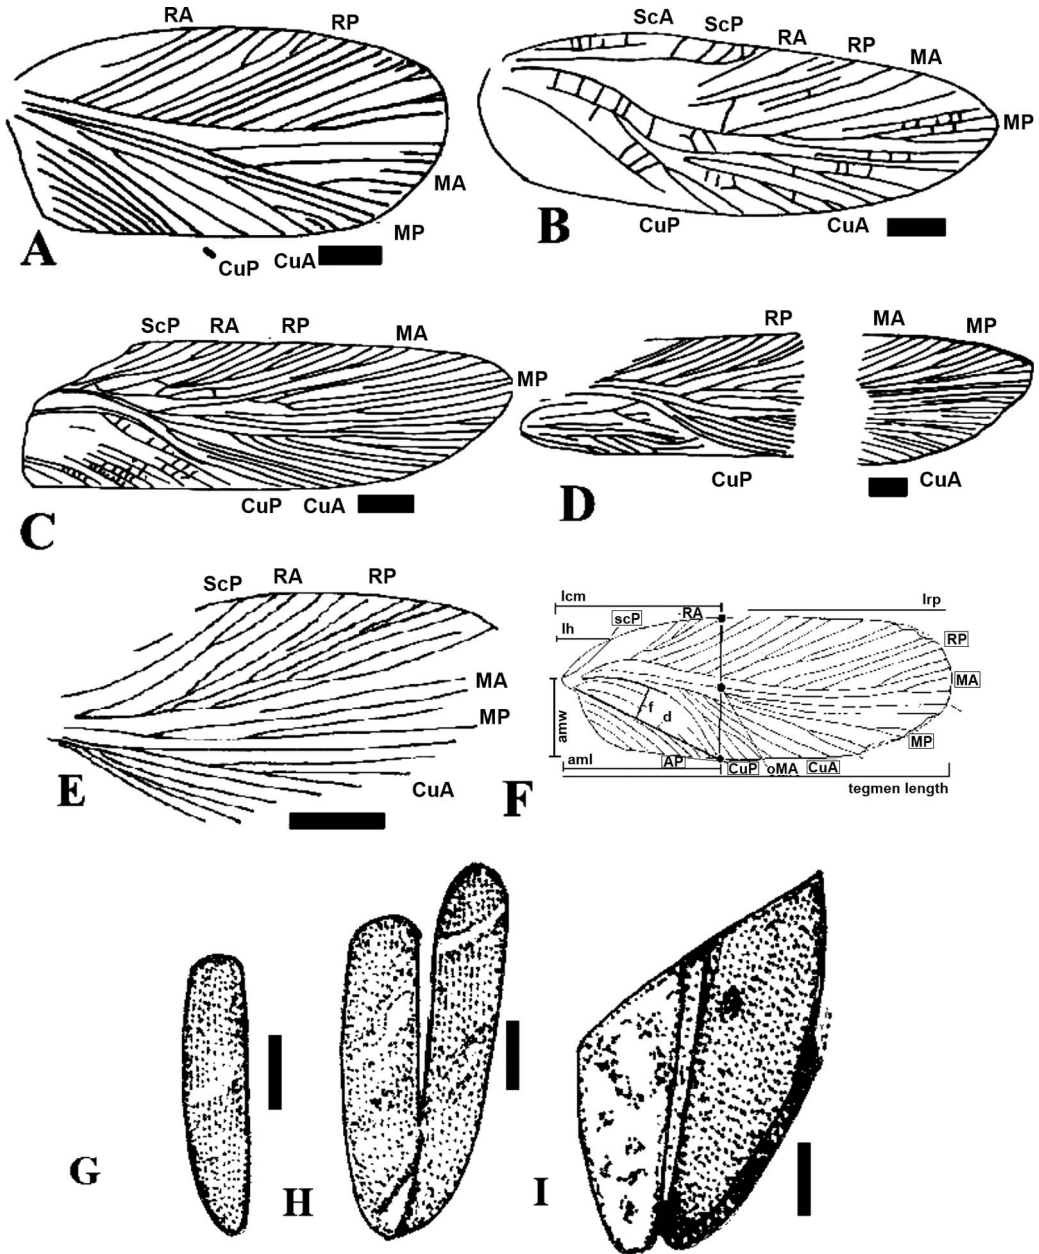 RA RP
MA
MP
CuP CuA
A
ScA ScP RA RP MA
MP
CuP CuA
B
ScP RA RP MA
MP
CuP CuA
C
RP MA MP
CuP CuA
D
ScP RA RP
MA
MP
CuA
E
lcm lrp
scP RA
lh
RP
MA
amw
f
d
MP
aml AP CuP oMA CuA
tegmen length
F
G
H
I